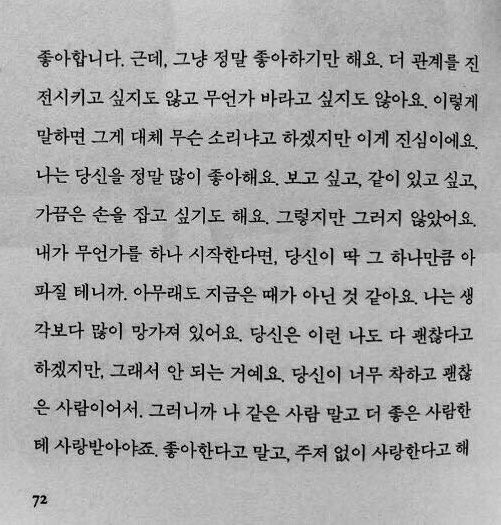 좋아합니다. 근데, 그냥 정말 좋아하기만 해요. 더 관계를 진
전시키고 싶지도 않고 무언가 바라고 싶지도 않아요. 이렇게
말하면 그게 대체 무슨 소리냐고 하겠지만 이게 진심이에요.
나는 당신을 정말 많이 좋아해요. 보고 싶고, 같이 있고 싶고,
가끔은 손을 잡고 싶기도 해요. 그렇지만 그러지 않았어요.
내가 무언가를 하나 시작한다면, 당신이 딱 그 하나만큼 아
파질 테니까. 아무래도 지금은 때가 아닌 것 같아요. 나는 생
각보다 많이 망가져 있어요. 당신은 이런 나도 다 괜찮다고
하겠지만, 그래서 안 되는 거예요. 당신이 너무 착하고 괜찮
은 사람이어서. 그러니까 나 같은 사람 말고 더 좋은 사람한
테 사랑받아야죠. 좋아한다고 말고, 주저 없이 사랑한다고 해
72